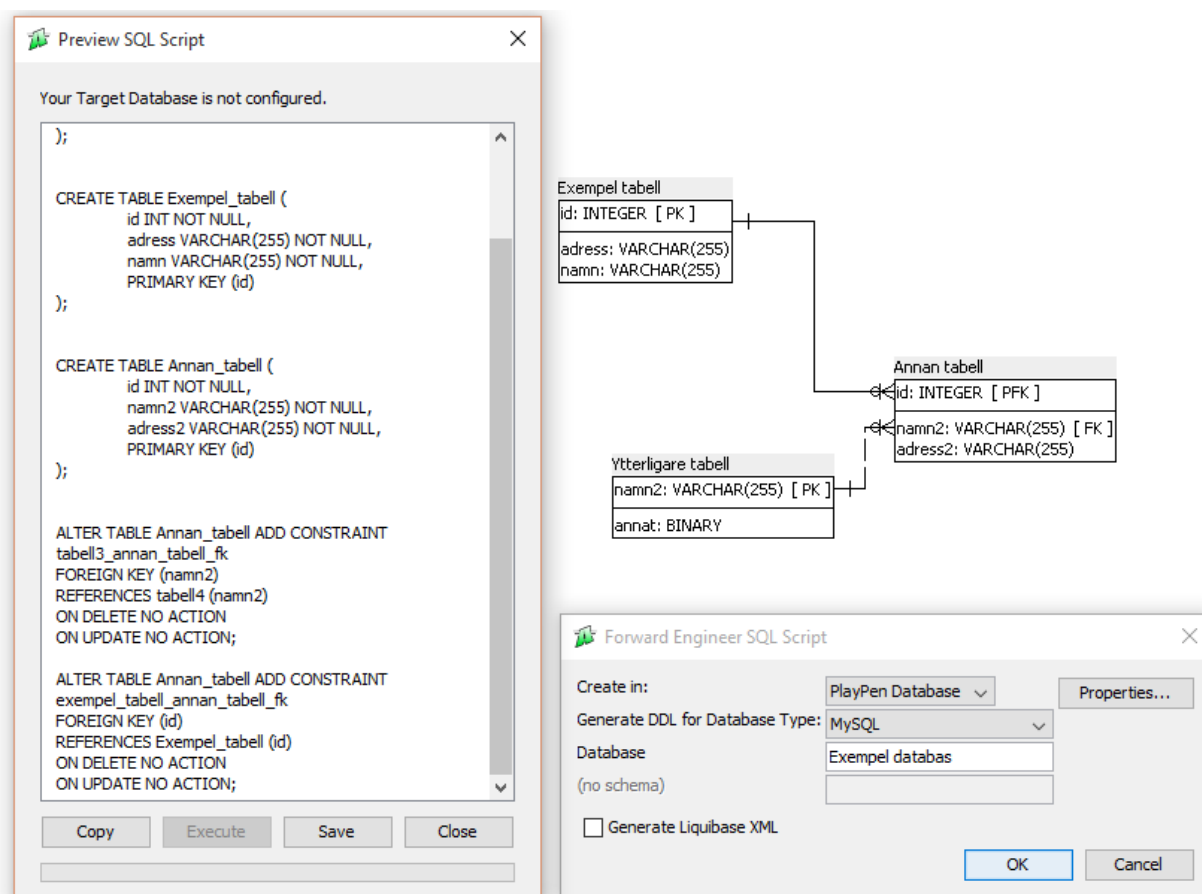 Preview SQL Script
Your Target Database is not configured.
);
CREATE TABLE Exempel_tabell (
id INT NOT NULL,
adress VARCHAR(255) NOT NULL,
namn VARCHAR(255) NOT NULL,
PRIMARY KEY (id)
);
CREATE TABLE Annan_tabell (
id INT NOT NULL,
namn2 VARCHAR(255) NOT NULL,
adress2 VARCHAR(255) NOT NULL,
PRIMARY KEY (id)
);
ALTER TABLE Annan_tabell ADD CONSTRAINT
tabell3_annan_tabell_fk
FOREIGN KEY (namn2)
REFERENCES tabell4 (namn2)
ON DELETE NO ACTION
ON UPDATE NO ACTION;
ALTER TABLE Annan_tabell ADD CONSTRAINT
exempel_tabell_annan_tabell_fk
FOREIGN KEY (id)
REFERENCES Exempel_tabell (id)
ON DELETE NO ACTION
ON UPDATE NO ACTION;
Copy Execute Save Close
Exempel tabell
id: INTEGER [ PK ]
adress: VARCHAR(255)
namn: VARCHAR(255)
Annan tabell
id: INTEGER [ PFK ]
namn2: VARCHAR(255) [ FK ]
adress2: VARCHAR(255)
Ytterligare tabell
namn2: VARCHAR(255) [ PK ]
annat: BINARY
Forward Engineer SQL Script
Create in: PlayPen Database Properties...
Generate DDL for Database Type: MySQL
Database Exempel databas
(no schema)
Generate Liquibase XML
OK Cancel